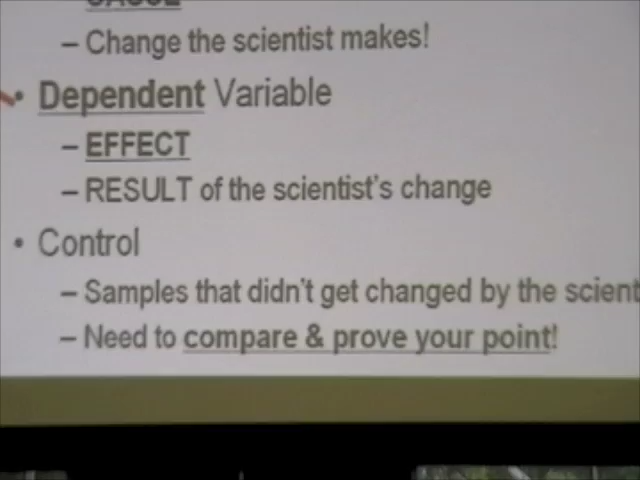 – Change the scientist makes!
• Dependent Variable
– EFFECT
– RESULT of the scientist's change
• Control
– Samples that didn't get changed by the scient
– Need to compare & prove your point!